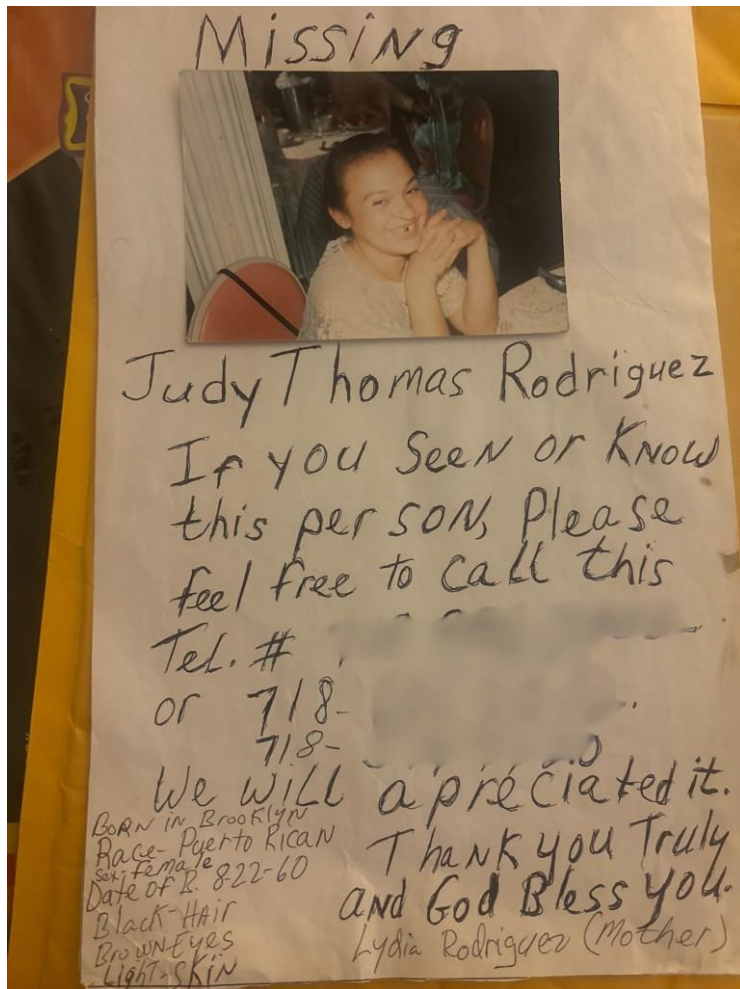 Missing
Judy Thomas Rodriguez
If you Seen or Know
this person, Please
feel free to call this
Tel. #
or 718-
718-
We will apreciated it.
Thank you Truly
and God Bless you.
Lydia Rodriguez (Mother)
Born in Brooklyn
Race- Puerto Rican
Sex: Female
Date of B. 8-22-60
Black-Hair
Brown Eyes
Light-Skin